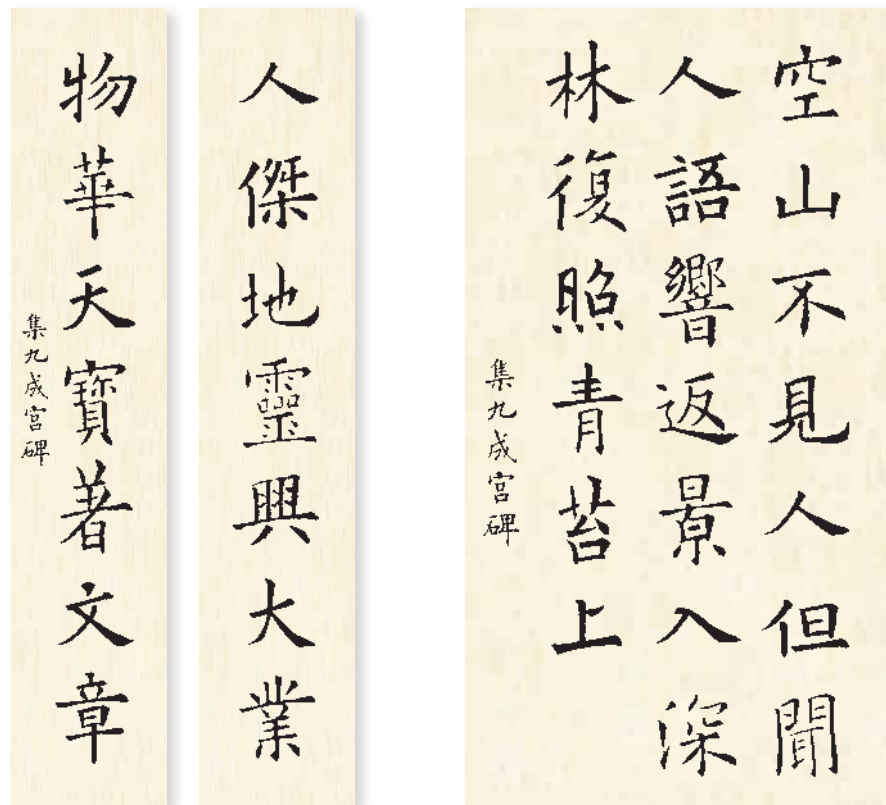 空山不見人但聞
人語響返景入深
林復照青苔上
集九成宮碑
人傑地靈興大業
物華天寶著文章
集九成宮碑